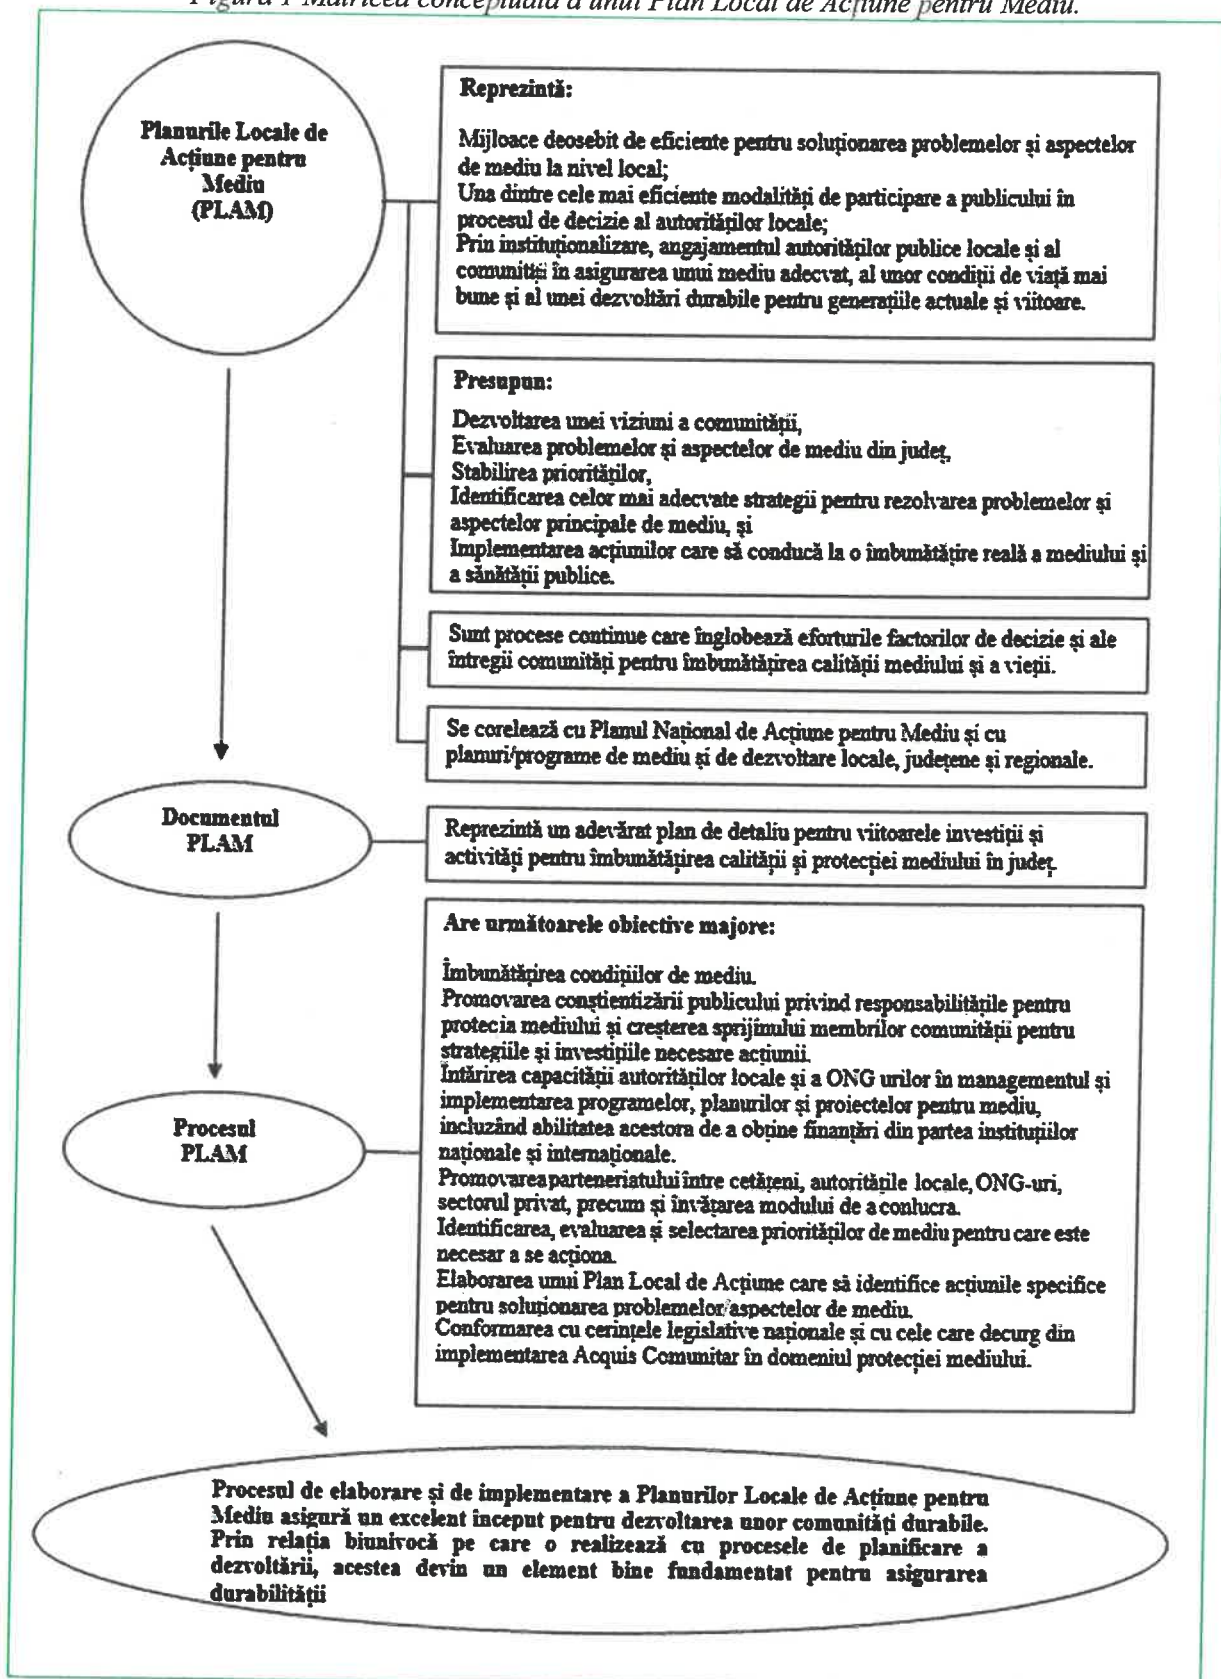 Figura 1 Matricea conceptuală a unui Plan Local de Acțiune pentru Mediu.
Planurile Locale de
Acțiune pentru
Mediu
(PLAM)
Reprezintă:
Mijloace deosebit de eficiente pentru soluționarea problemelor și aspectelor
de mediu la nivel local;
Una dintre cele mai eficiente modalități de participare a publicului în
procesul de decizie al autorităților locale;
Prin instituționalizare, angajamentul autorităților publice locale și al
comunității în asigurarea unui mediu adecvat, al unor condiții de viață mai
bune și al unei dezvoltări durabile pentru generațiile actuale și viitoare.
Presupun:
Dezvoltarea unei viziuni a comunității,
Evaluarea problemelor și aspectelor de mediu din județ,
Stabilirea priorităților,
Identificarea celor mai adecvate strategii pentru rezolvarea problemelor și
aspectelor principale de mediu, și
Implementarea acțiunilor care să conducă la o îmbunătățire reală a mediului și
a sănătății publice.
Sunt procese continue care înglobează eforturile factorilor de decizie și ale
întregii comunități pentru îmbunătățirea calității mediului și a vieții.
Se corelează cu Planul Național de Acțiune pentru Mediu și cu
planuri/programe de mediu și de dezvoltare locale, județene și regionale.
Documentul
PLAM
Reprezintă un adevărat plan de detaliu pentru viitoarele investiții și
activități pentru îmbunătățirea calității și protecției mediului în județ.
Are următoarele obiective majore:
Îmbunătățirea condițiilor de mediu.
Promovarea conștientizării publicului privind responsabilitățile pentru
protecia mediului și creșterea sprijinului membrilor comunității pentru
strategiile și investițiile necesare acțiunii.
Întărirea capacității autorităților locale și a ONG urilor în managementul și
implementarea programelor, planurilor și proiectelor pentru mediu,
incluzând abilitatea acestora de a obține finanțări din partea instituțiilor
naționale și internaționale.
Promovarea parteneriatului între cetățeni, autoritățile locale, ONG-uri,
sectorul privat, precum și învățarea modului de a conlucra.
Identificarea, evaluarea și selectarea priorităților de mediu pentru care este
necesar a se acționa.
Elaborarea unui Plan Local de Acțiune care să identifice acțiunile specifice
pentru soluționarea problemelor/aspectelor de mediu.
Conformarea cu cerințele legislative naționale și cu cele care decurg din
implementarea Acquis Comunitar în domeniul protecției mediului.
Procesul
PLAM
Procesul de elaborare și de implementare a Planurilor Locale de Acțiune pentru
Mediu asigură un excelent început pentru dezvoltarea unor comunități durabile.
Prin relația biunivocă pe care o realizează cu procesele de planificare a
dezvoltării, acestea devin un element bine fundamentat pentru asigurarea
durabilității